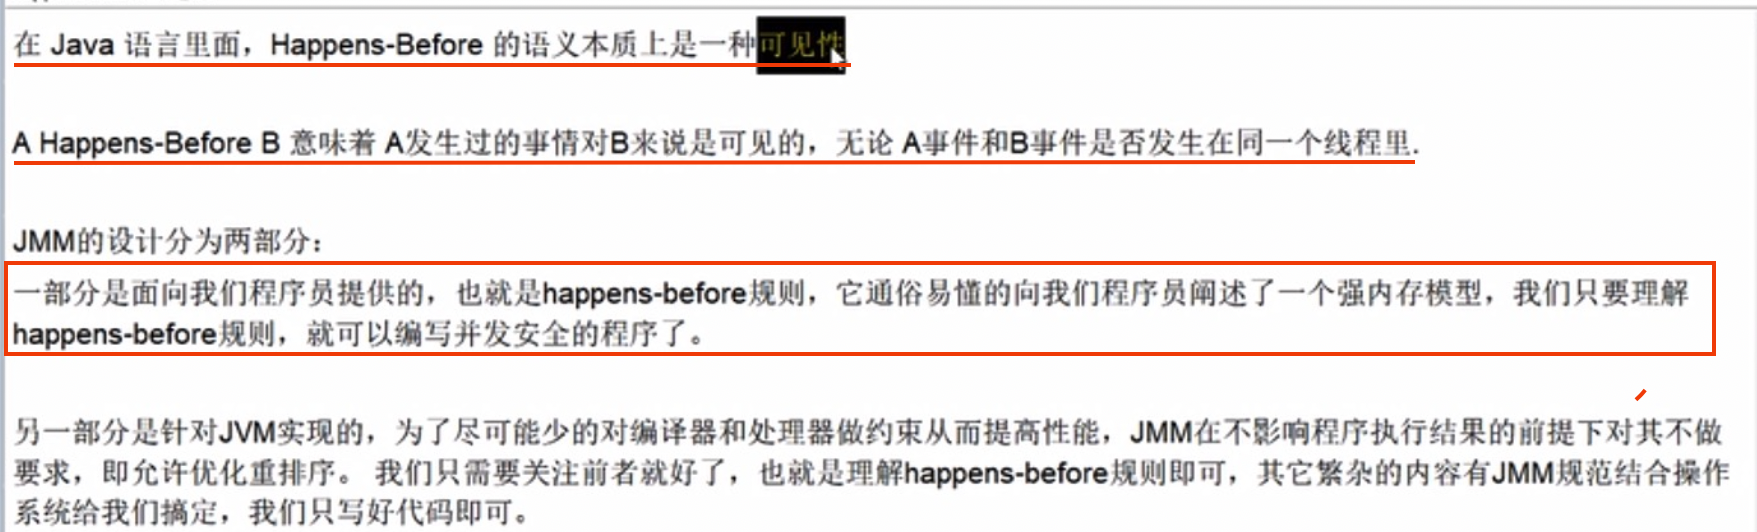 在 Java 语言里面，Happens-Before 的语义本质上是一种可见性
A Happens-Before B 意味着 A发生过的事情对B来说是可见的，无论 A事件和B事件是否发生在同一个线程里.
JMM的设计分为两部分：
一部分是面向我们程序员提供的，也就是happens-before规则，它通俗易懂的向我们程序员阐述了一个强内存模型，我们只要理解
happens-before规则，就可以编写并发安全的程序了。
另一部分是针对JVM实现的，为了尽可能少的对编译器和处理器做约束从而提高性能，JMM在不影响程序执行结果的前提下对其不做
要求，即允许优化重排序。 我们只需要关注前者就好了，也就是理解happens-before规则即可，其它繁杂的内容有JMM规范结合操作
系统给我们搞定，我们只写好代码即可。